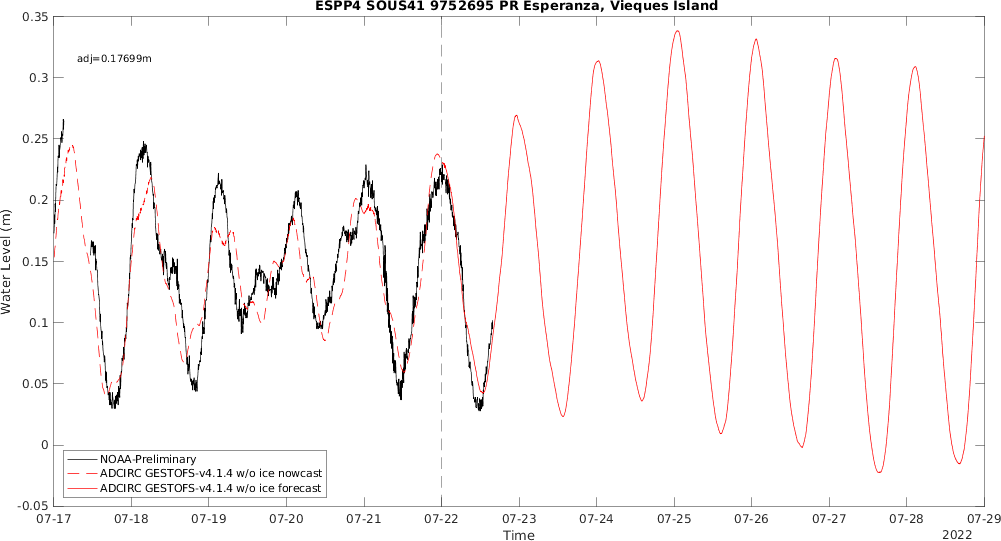 ESPP4 SOUS41 9752695 PR Esperanza, Vieques Island
0.35
adj=0.17699m
0.3
0.25
0.2
0.15
0.1
0.05
0
-0.05
Water Level (m)
NOAA-Preliminary
ADCIRC GESTOFS-v4.1.4 w/o ice nowcast
ADCIRC GESTOFS-v4.1.4 w/o ice forecast
07-17 07-18 07-19 07-20 07-21 07-22 07-23 07-24 07-25 07-26 07-27 07-28 07-29
Time
2022